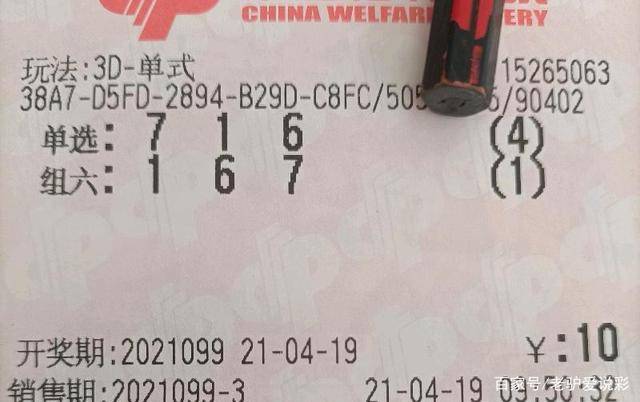 CHINA WELFARE
玩法:3D-单式 15265063
38A7-D5FD-2894-B29D-C8FC/505 5/90402
单选: 7 1 6 (4)
组六: 1 6 7 (1)
开奖期:2021099 21-04-19 ￥:10
销售期:2021099-3 21-04-19 09:50:32
百家号/老驴爱说彩